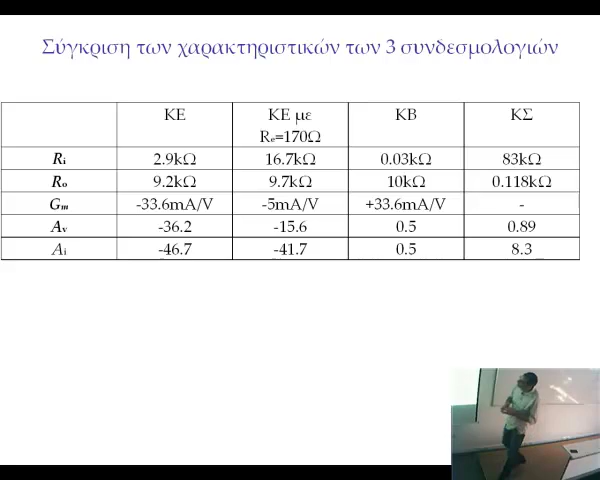 Σύγκριση των χαρακτηριστικών των 3 συνδεσμολογιών
ΚΕ ΚΕ με Rₑ=170Ω ΚΒ ΚΣ
Ri 2.9kΩ 16.7kΩ 0.03kΩ 83kΩ
Ro 9.2kΩ 9.7kΩ 10kΩ 0.118kΩ
Gm -33.6mA/V -5mA/V +33.6mA/V -
Av -36.2 -15.6 0.5 0.89
Ai -46.7 -41.7 0.5 8.3